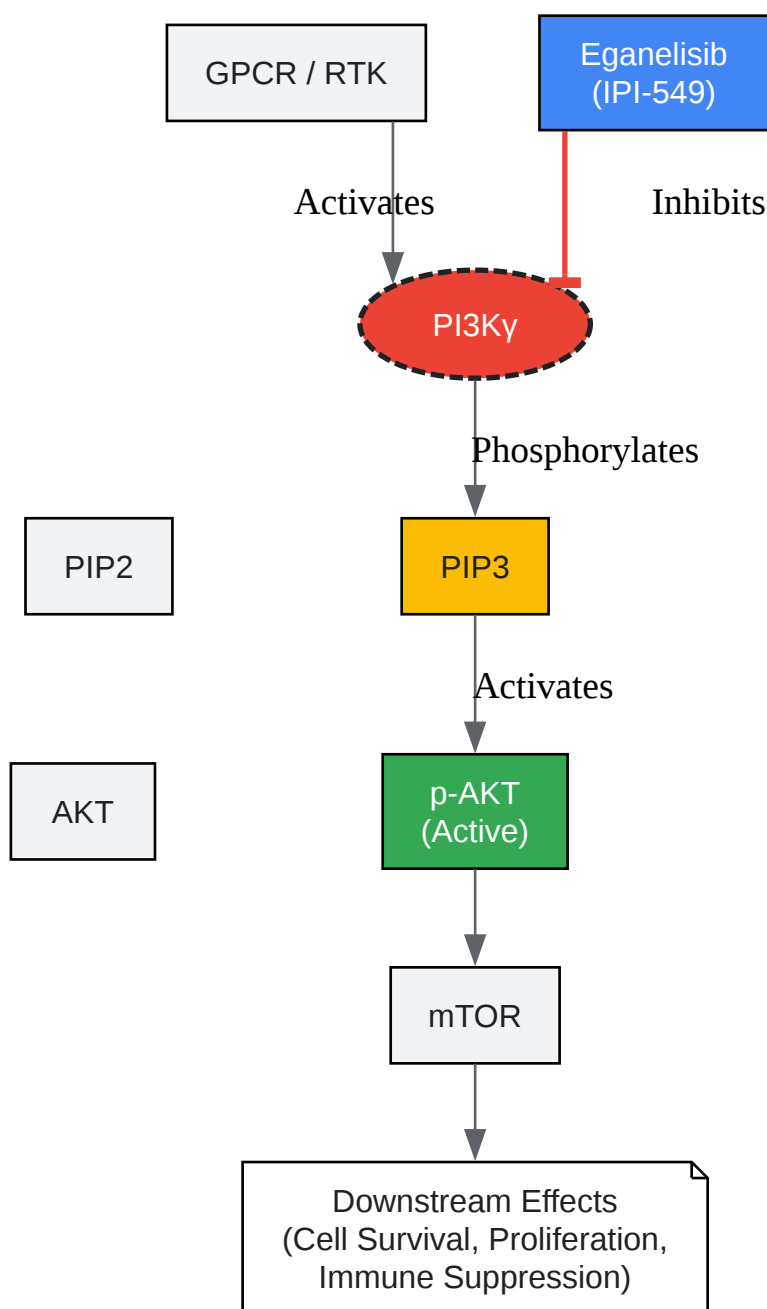 GPCR / RTK
Eganelisib
(IPI-549)
Activates
Inhibits
PI3Kγ
Phosphorylates
PIP2
PIP3
Activates
AKT
p-AKT
(Active)
mTOR
Downstream Effects
(Cell Survival, Proliferation,
Immune Suppression)